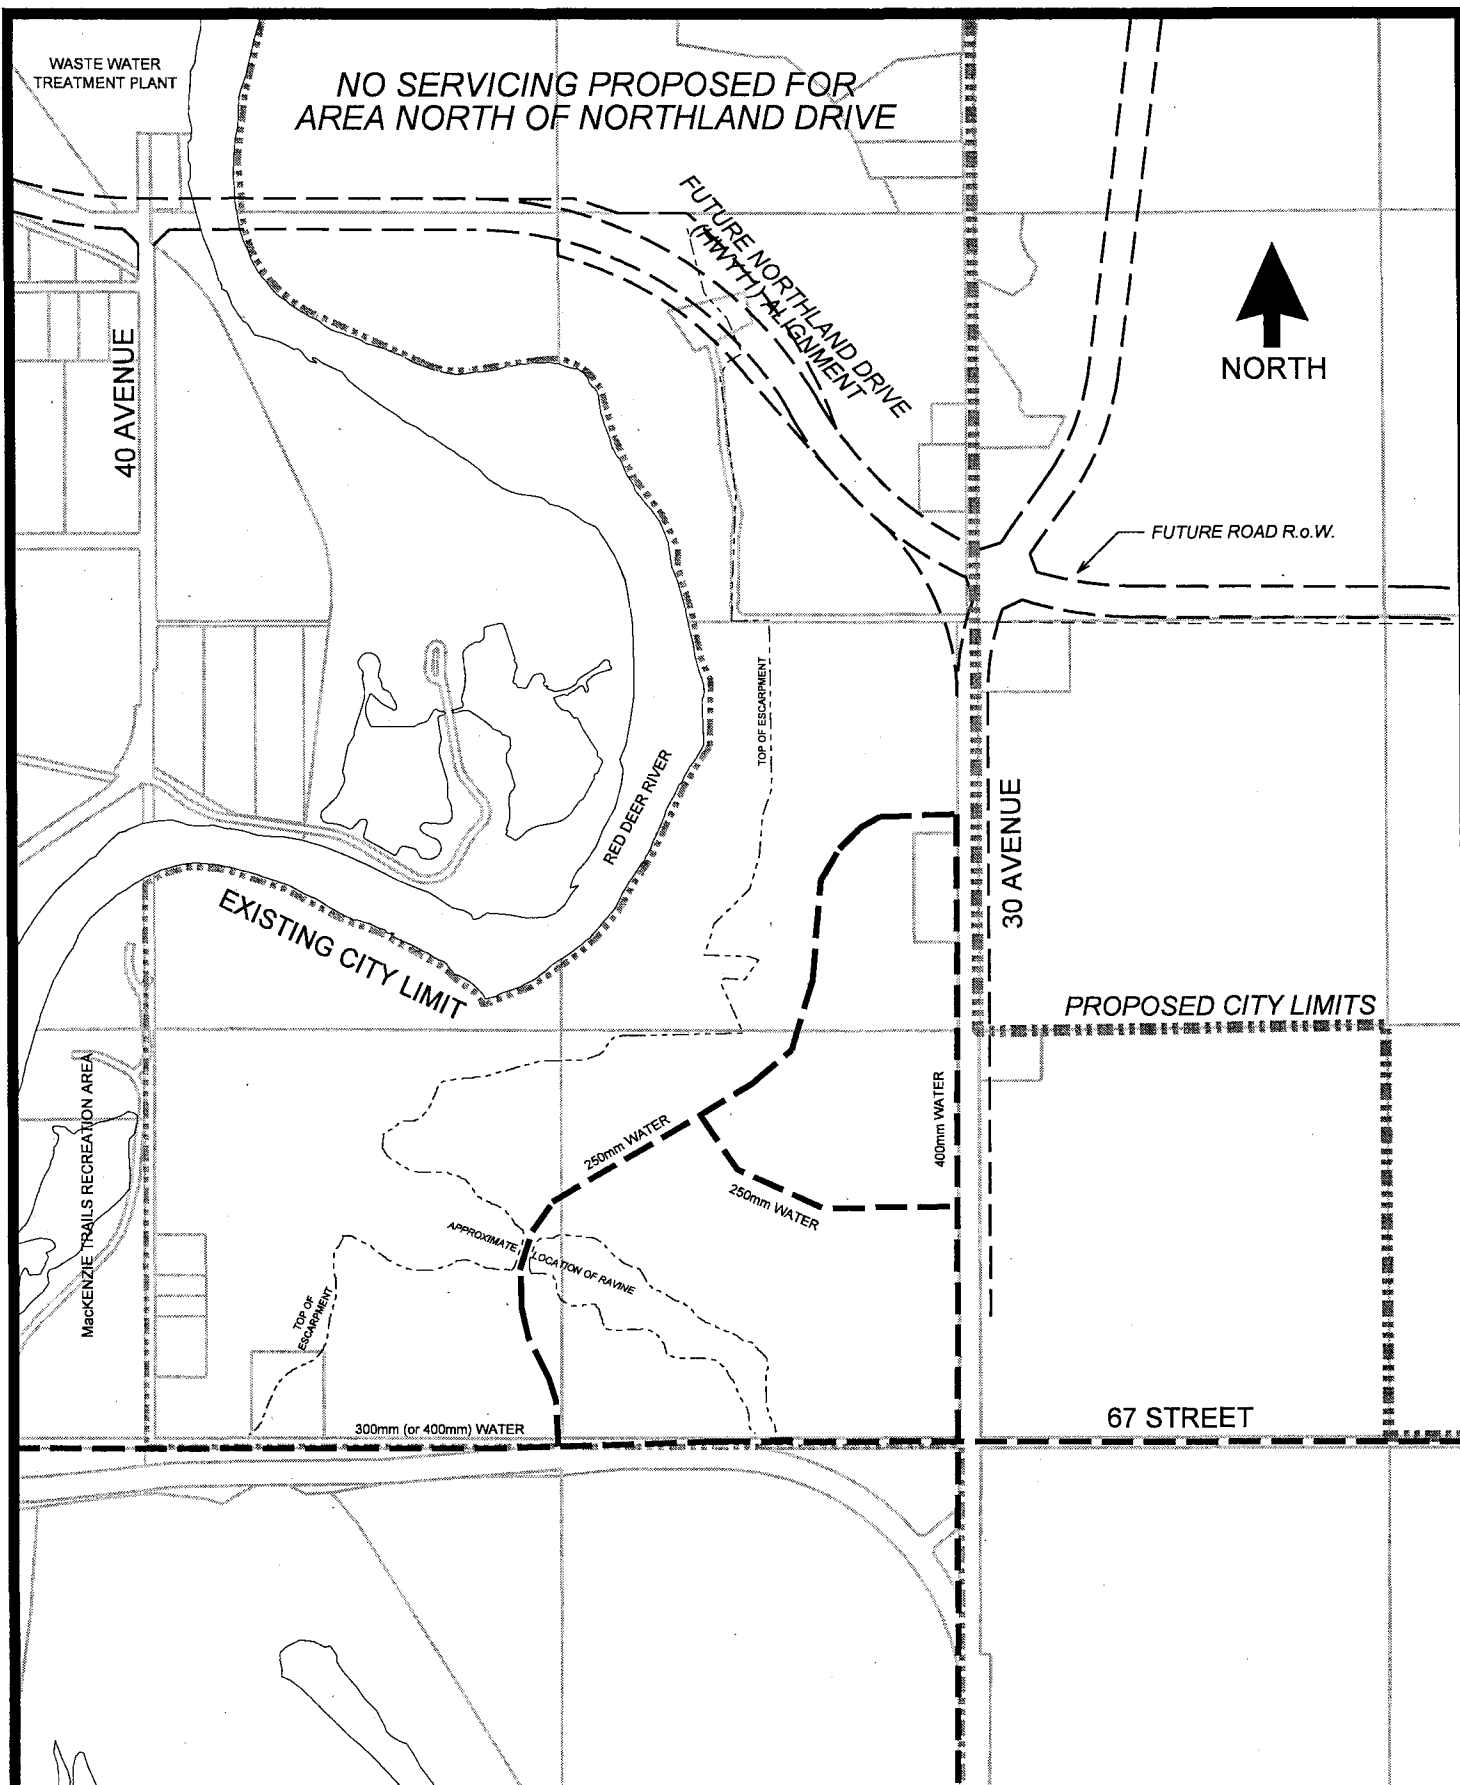 WASTE WATER
TREATMENT PLANT
NO SERVICING PROPOSED FOR
AREA NORTH OF NORTHLAND DRIVE
FUTURE NORTHLAND DRIVE
(HWY11) ALIGNMENT
NORTH
40 AVENUE
FUTURE ROAD R.o.W.
TOP OF ESCARPMENT
RED DEER RIVER
30 AVENUE
EXISTING CITY LIMIT
PROPOSED CITY LIMITS
MacKENZIE TRAILS RECREATION AREA
400mm WATER
250mm WATER
250mm WATER
APPROXIMATE LOCATION OF RAVINE
TOP OF
ESCARPMENT
300mm (or 400mm) WATER
67 STREET